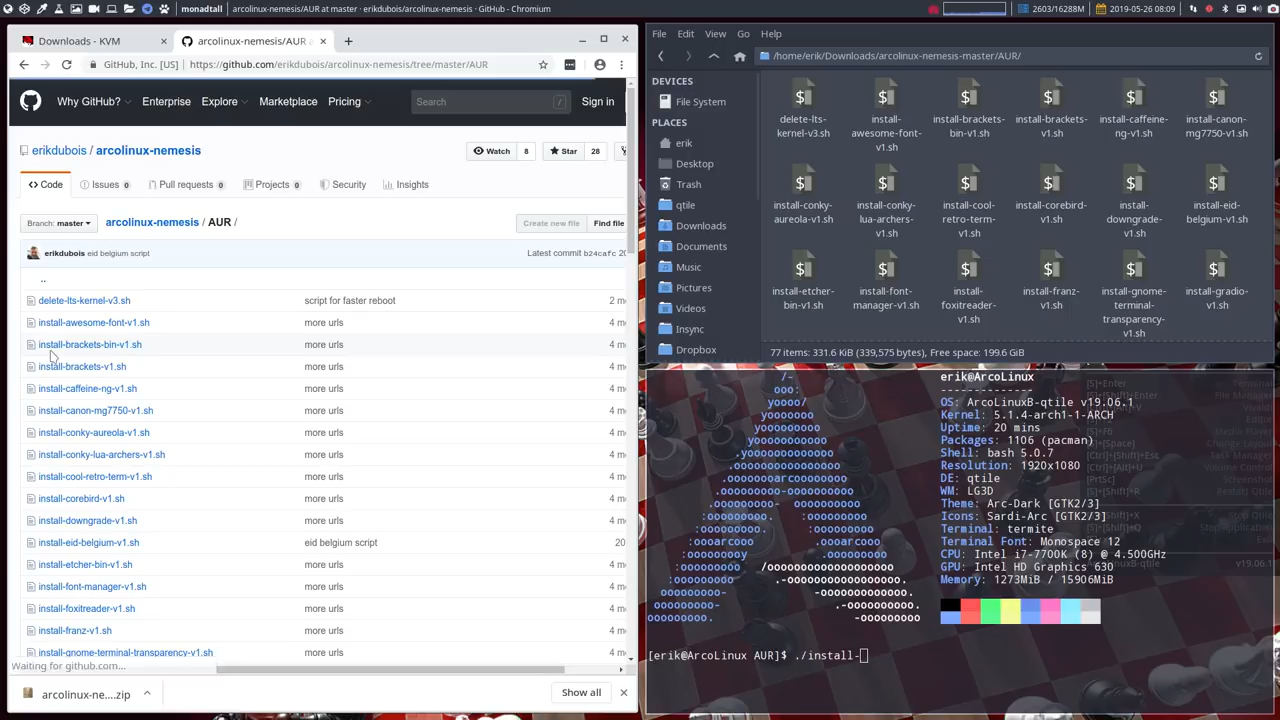 monadtall
arcolinux-nemesis/AUR at master · erikdubois/arcolinux-nemesis · GitHub - Chromium
2603/16288M
2019-05-26 08:09
Downloads - KVM
arcolinux-nemesis/AUR a
GitHub, Inc. [US]
https://github.com/erikdubois/arcolinux-nemesis/tree/master/AUR
Why GitHub?
Enterprise
Explore
Marketplace
Pricing
Search
/
Sign in
erikdubois / arcolinux-nemesis
Watch
8
Star
28
Code
Issues 0
Pull requests 0
Projects 0
Security
Insights
Branch: master
arcolinux-nemesis / AUR /
Create new file
Find file
erikdubois eid belgium script
Latest commit b24cafc 20
..
delete-lts-kernel-v3.sh script for faster reboot 2 m
install-awesome-font-v1.sh more urls 4 m
install-brackets-bin-v1.sh more urls 4 m
install-brackets-v1.sh more urls 4 m
install-caffeine-ng-v1.sh more urls 4 m
install-canon-mg7750-v1.sh more urls 4 m
install-conky-aureola-v1.sh more urls 4 m
install-conky-lua-archers-v1.sh more urls 4 m
install-cool-retro-term-v1.sh more urls 4 m
install-corebird-v1.sh more urls 4 m
install-downgrade-v1.sh more urls 4 m
install-eid-belgium-v1.sh eid belgium script 20
install-etcher-bin-v1.sh more urls 4 m
install-font-manager-v1.sh more urls 4 m
install-foxitreader-v1.sh more urls 4 m
install-franz-v1.sh more urls 4 m
install-gnome-terminal-transparency-v1.sh more urls 4 m
Waiting for github.com...
arcolinux-ne....zip
Show all
File Edit View Go Help
/home/erik/Downloads/arcolinux-nemesis-master/AUR/
DEVICES
File System
PLACES
erik
Desktop
Trash
qtile
Downloads
Documents
Music
Pictures
Videos
Insync
Dropbox
delete-lts-kernel-v3.sh
install-awesome-font-v1.sh
install-brackets-bin-v1.sh
install-brackets-v1.sh
install-caffeine-ng-v1.sh
install-canon-mg7750-v1.sh
install-conky-aureola-v1.sh
install-conky-lua-archers-v1.sh
install-cool-retro-term-v1.sh
install-corebird-v1.sh
install-downgrade-v1.sh
install-eid-belgium-v1.sh
install-etcher-bin-v1.sh
install-font-manager-v1.sh
install-foxitreader-v1.sh
install-franz-v1.sh
install-gnome-terminal-transparency-v1.sh
install-gradio-v1.sh
77 items: 331.6 KiB (339,575 bytes), Free space: 199.6 GiB
erik@ArcoLinux
--------------
OS: ArcoLinuxB-qtile v19.06.1
Kernel: 5.1.4-arch1-1-ARCH
Uptime: 20 mins
Packages: 1106 (pacman)
Shell: bash 5.0.7
Resolution: 1920x1080
DE: qtile
WM: LG3D
Theme: Arc-Dark [GTK2/3]
Icons: Sardi-Arc [GTK2/3]
Terminal: termite
Terminal Font: Monospace 12
CPU: Intel i7-7700K (8) @ 4.500GHz
GPU: Intel HD Graphics 630
Memory: 1273MiB / 15906MiB
[erik@ArcoLinux AUR]$ ./install-